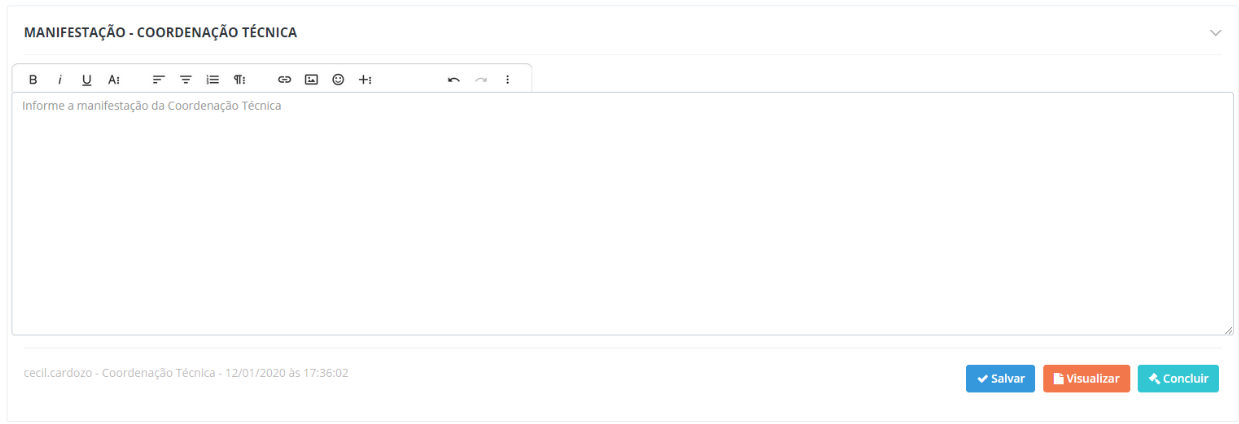 MANIFESTAÇÃO - COORDENAÇÃO TÉCNICA
B i U A
Informe a manifestação da Coordenação Técnica
cecil.cardozo - Coordenação Técnica - 12/01/2020 às 17:36:02
Salvar Visualizar Concluir